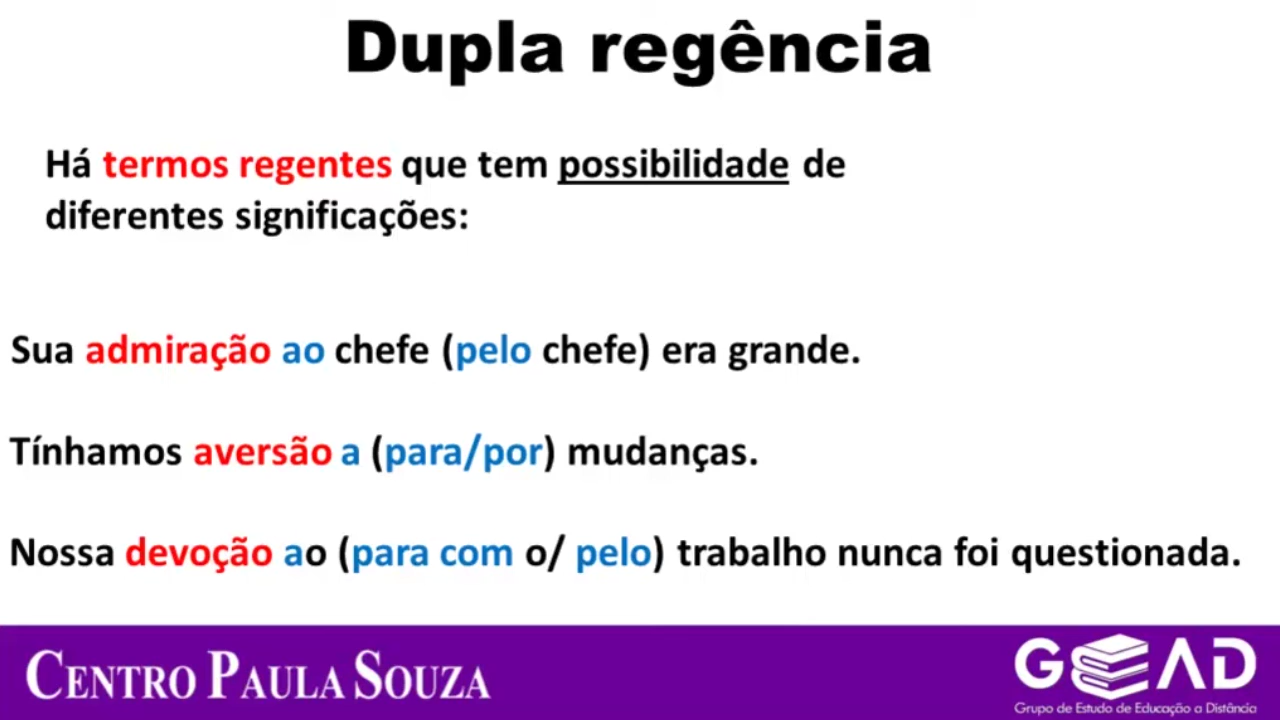 Dupla regência
Há termos regentes que tem possibilidade de
diferentes significações:
Sua admiração ao chefe (pelo chefe) era grande.
Tínhamos aversão a (para/por) mudanças.
Nossa devoção ao (para com o/ pelo) trabalho nunca foi questionada.
CENTRO PAULA SOUZA
GEAD
Grupo de Estudo de Educação a Distância